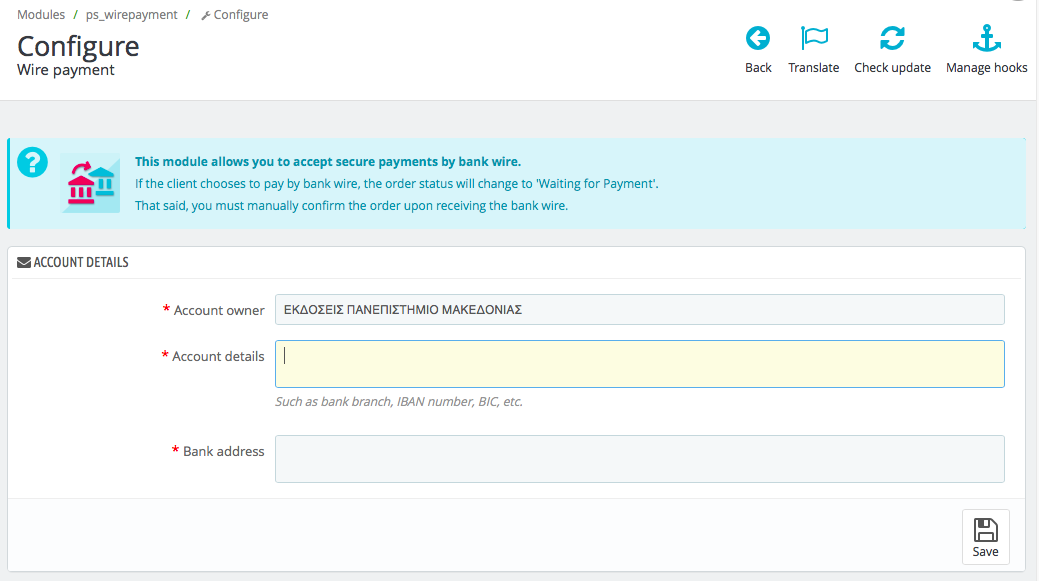 Modules / ps_wirepayment / Configure
Configure
Wire payment
Back Translate Check update Manage hooks
?
This module allows you to accept secure payments by bank wire.
If the client chooses to pay by bank wire, the order status will change to 'Waiting for Payment'.
That said, you must manually confirm the order upon receiving the bank wire.
ACCOUNT DETAILS
* Account owner ΕΚΔΟΣΕΙΣ ΠΑΝΕΠΙΣΤΗΜΙΟ ΜΑΚΕΔΟΝΙΑΣ
* Account details
Such as bank branch, IBAN number, BIC, etc.
* Bank address
Save